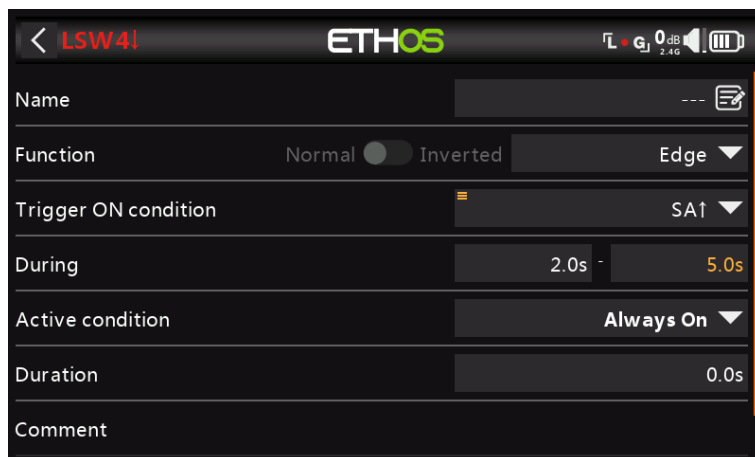 LSW4↓ ETHOS L G 0dB 2.4G
Name ---
Function Normal Inverted Edge
Trigger ON condition SA↑
During 2.0s - 5.0s
Active condition Always On
Duration 0.0s
Comment